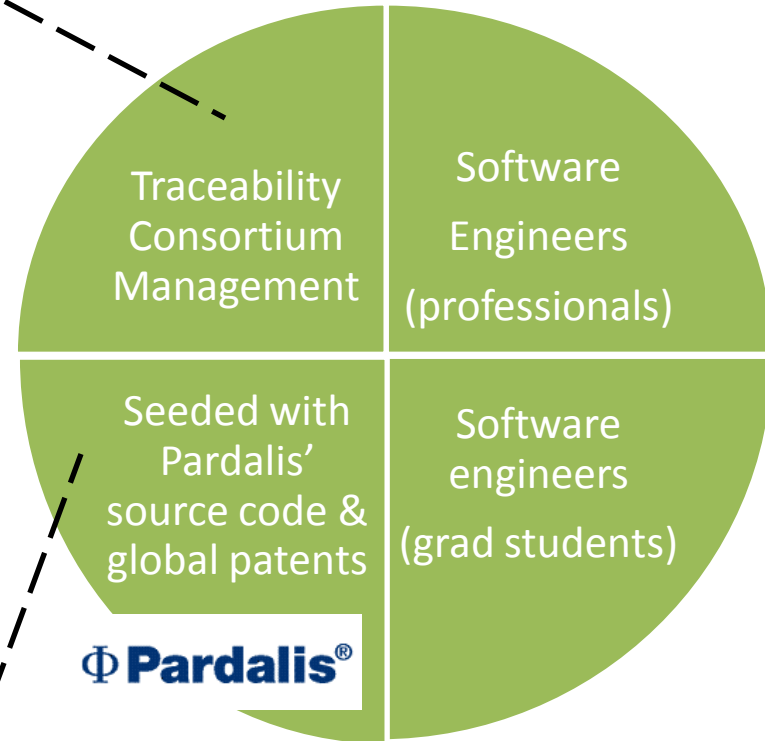 Traceability
Consortium
Management
Software
Engineers
(professionals)
Seeded with
Pardalis’
source code &
global patents
Software
engineers
(grad students)
ΦPardalis®